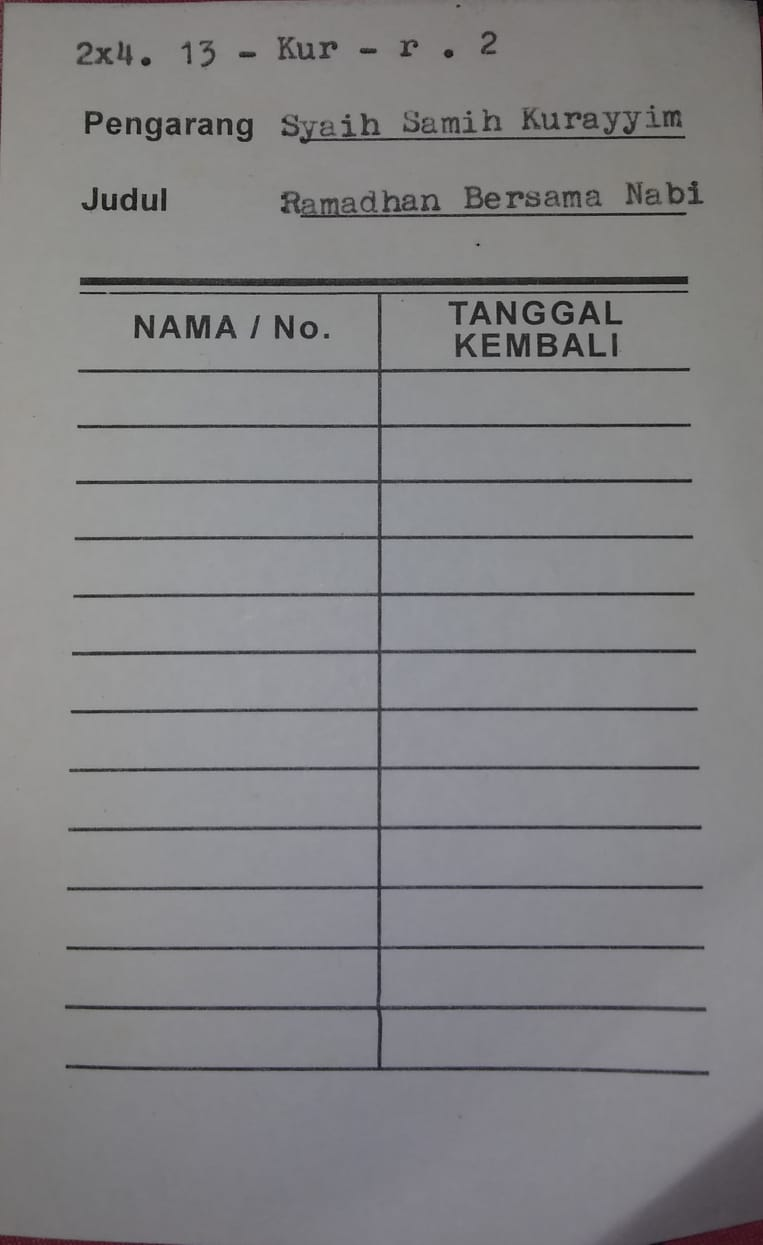 2x4. 13 - Kur - r . 2
Pengarang Syaih Samih Kurayyim
Judul Ramadhan Bersama Nabi
NAMA / No.
TANGGAL
KEMBALI